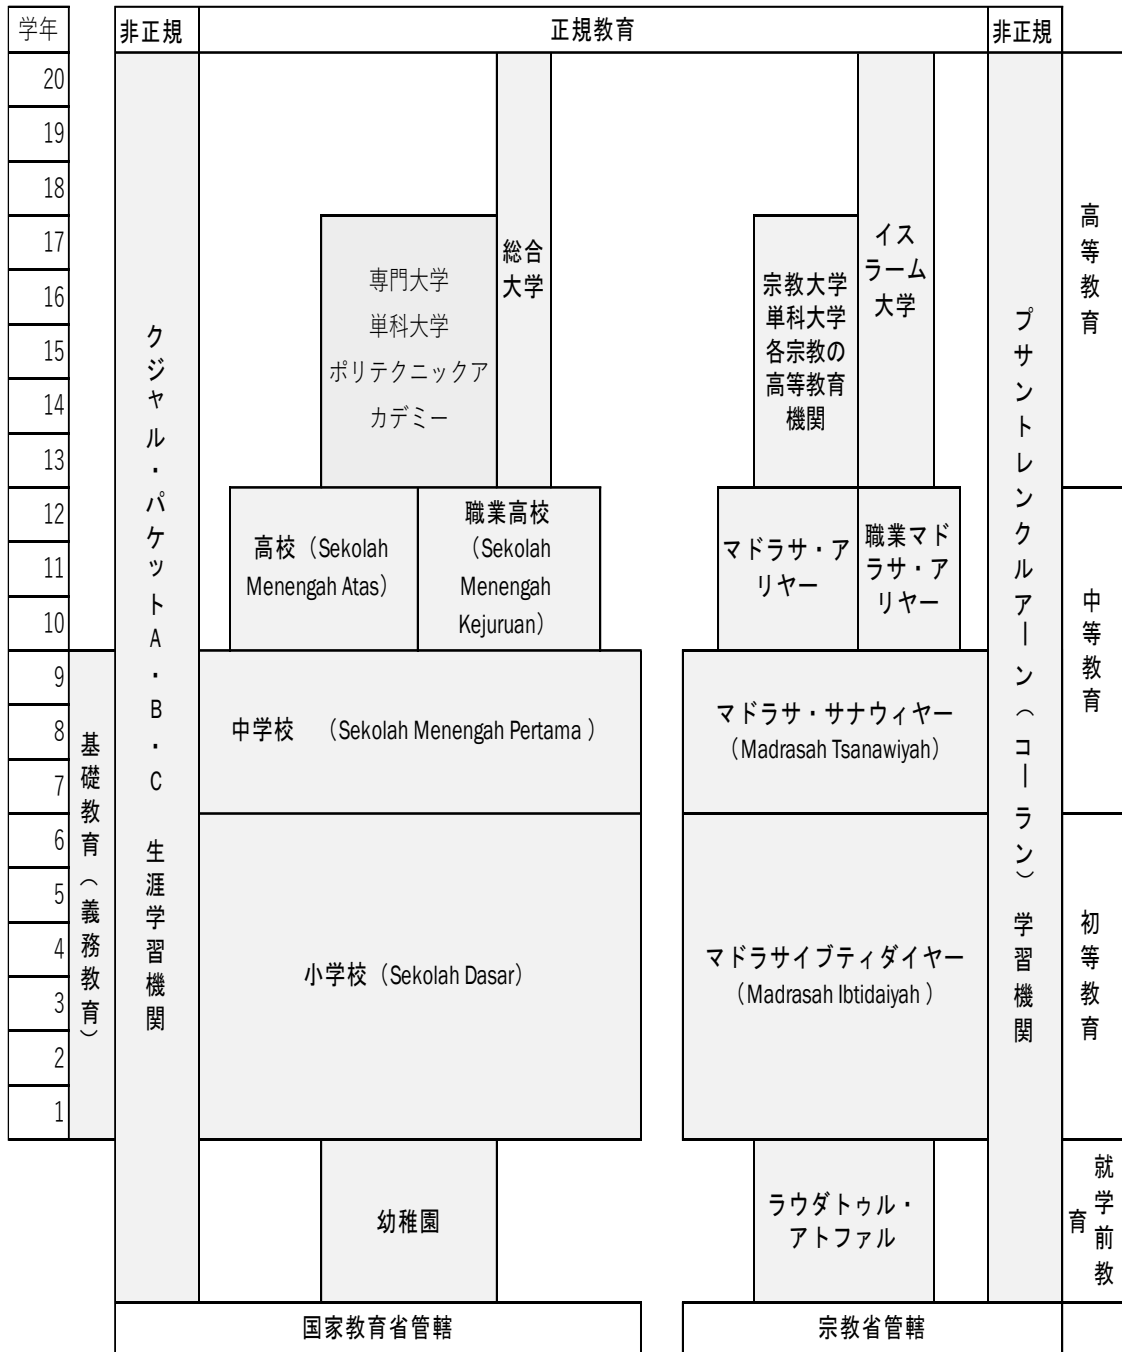 学年
非正規
正規教育
非正規
20
19
18
17
16
15
14
13
12
11
10
9
8
7
6
5
4
3
2
1
基礎教育(義務教育)
クジャル・パケットA・B・C 生涯学習機関
専門大学
単科大学
ポリテクニックア
カデミー
総合
大学
宗教大学
単科大学
各宗教の
高等教育
機関
イス
ラーム
大学
高校(Sekolah
Menengah Atas)
職業高校
(Sekolah
Menengah
Kejuruan)
マドラサ・ア
リヤー
職業マド
ラサ・ア
リヤー
中学校 (Sekolah Menengah Pertama )
マドラサ・サナウィヤー
(Madrasah Tsanawiyah)
小学校(Sekolah Dasar)
マドラサイブティダイヤー
(Madrasah Ibtidaiyah )
幼稚園
ラウダトゥル・
アトファル
プサントレンクルアーン(コーラン)学習機関
高等教育
中等教育
初等教育
就学前教
育
国家教育省管轄
宗教省管轄